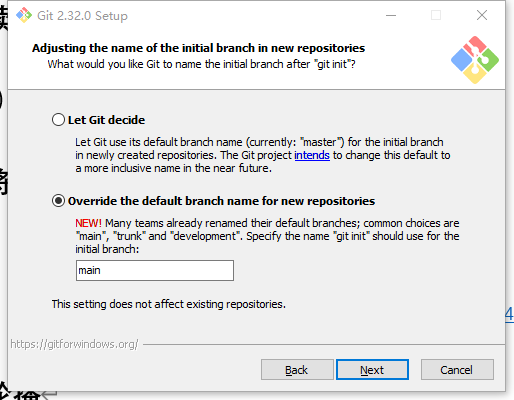 Git 2.32.0 Setup
Adjusting the name of the initial branch in new repositories
What would you like Git to name the initial branch after "git init"?
Let Git decide
Let Git use its default branch name (currently: "master") for the initial branch
in newly created repositories. The Git project intends to change this default to
a more inclusive name in the near future.
Override the default branch name for new repositories
NEW! Many teams already renamed their default branches; common choices are
"main", "trunk" and "development". Specify the name "git init" should use for the
initial branch:
main
This setting does not affect existing repositories.
4
https://gitforwindows.org/
Back Next Cancel